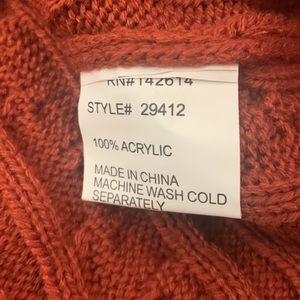 RN#142614
STYLE# 29412
100% ACRYLIC
MADE IN CHINA
MACHINE WASH COLD
SEPARATELY